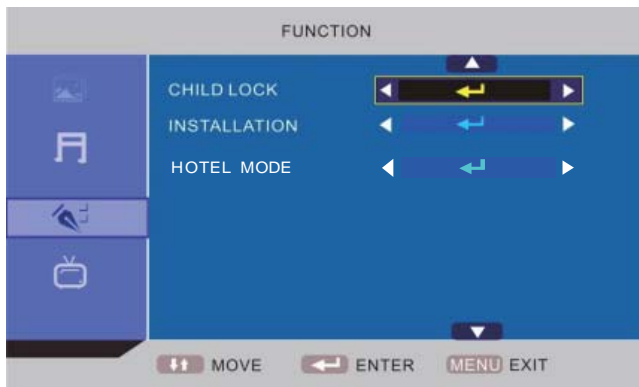 FUNCTION
CHILD LOCK
INSTALLATION
HOTEL MODE
MOVE ENTER MENU EXIT